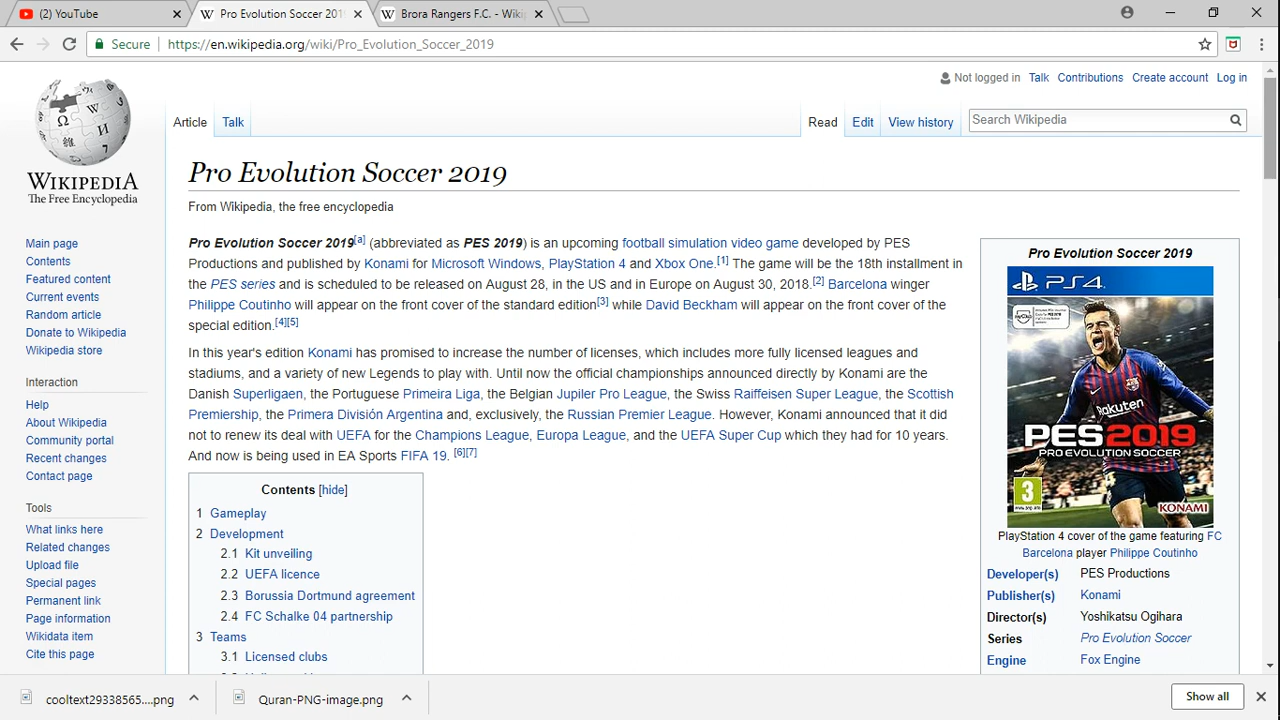 (2) YouTube
Pro Evolution Soccer 201
Brora Rangers F.C. - Wiki
Secure https://en.wikipedia.org/wiki/Pro_Evolution_Soccer_2019
Not logged in Talk Contributions Create account Log in
Article Talk Read Edit View history Search Wikipedia
WIKIPEDIA
The Free Encyclopedia
Main page
Contents
Featured content
Current events
Random article
Donate to Wikipedia
Wikipedia store
Interaction
Help
About Wikipedia
Community portal
Recent changes
Contact page
Tools
What links here
Related changes
Upload file
Special pages
Permanent link
Page information
Wikidata item
Cite this page
Pro Evolution Soccer 2019
From Wikipedia, the free encyclopedia
Pro Evolution Soccer 2019[a] (abbreviated as PES 2019) is an upcoming football simulation video game developed by PES
Productions and published by Konami for Microsoft Windows, PlayStation 4 and Xbox One.[1] The game will be the 18th installment in
the PES series and is scheduled to be released on August 28, in the US and in Europe on August 30, 2018.[2] Barcelona winger
Philippe Coutinho will appear on the front cover of the standard edition[3] while David Beckham will appear on the front cover of the
special edition.[4][5]
In this year's edition Konami has promised to increase the number of licenses, which includes more fully licensed leagues and
stadiums, and a variety of new Legends to play with. Until now the official championships announced directly by Konami are the
Danish Superligaen, the Portuguese Primeira Liga, the Belgian Jupiler Pro League, the Swiss Raiffeisen Super League, the Scottish
Premiership, the Primera División Argentina and, exclusively, the Russian Premier League. However, Konami announced that it did
not to renew its deal with UEFA for the Champions League, Europa League, and the UEFA Super Cup which they had for 10 years.
And now is being used in EA Sports FIFA 19. [6][7]
Contents [hide]
1 Gameplay
2 Development
2.1 Kit unveiling
2.2 UEFA licence
2.3 Borussia Dortmund agreement
2.4 FC Schalke 04 partnership
3 Teams
3.1 Licensed clubs
Pro Evolution Soccer 2019
PS4
Rakuten
PES2019
PRO EVOLUTION SOCCER
3
KONAMI
PlayStation 4 cover of the game featuring FC
Barcelona player Philippe Coutinho
Developer(s) PES Productions
Publisher(s) Konami
Director(s) Yoshikatsu Ogihara
Series Pro Evolution Soccer
Engine Fox Engine
cooltext29338565....png
Quran-PNG-image.png
Show all